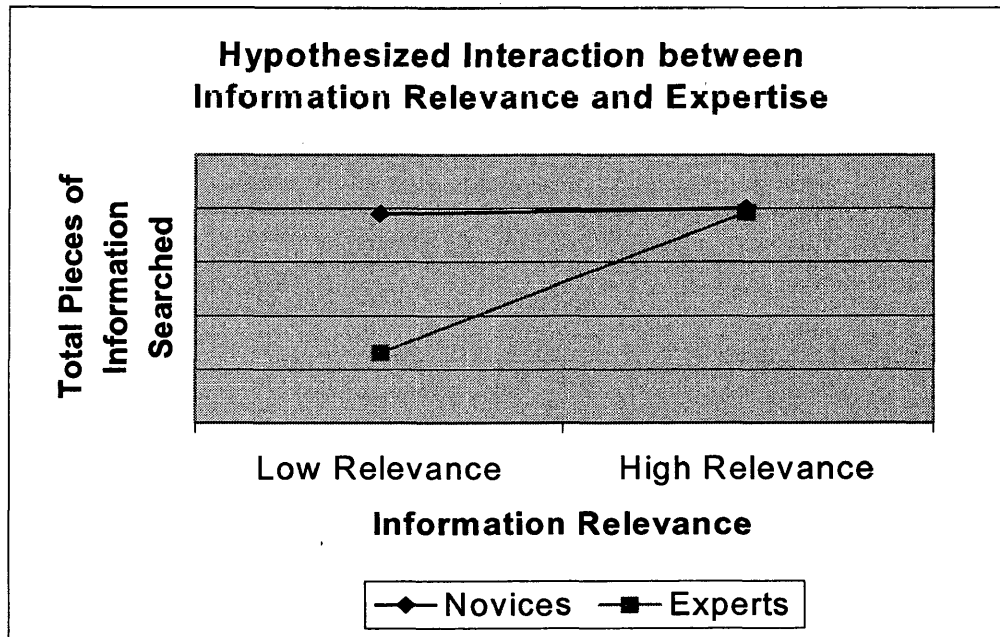 Hypothesized Interaction between
Information Relevance and Expertise
Total Pieces of
Information
Searched
Low Relevance High Relevance
Information Relevance
Novices Experts